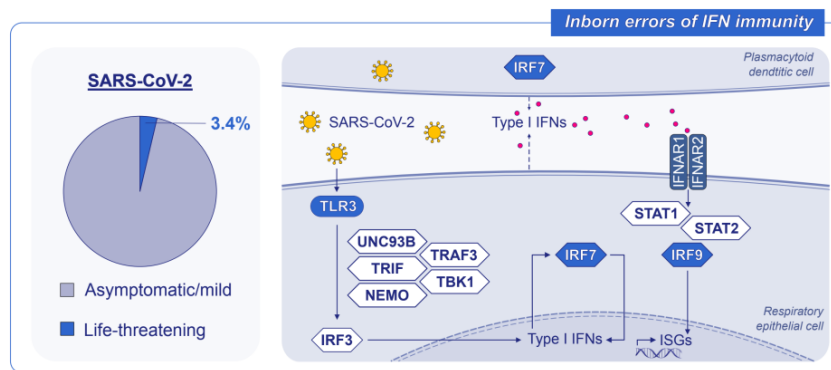 Inborn errors of IFN immunity
SARS-CoV-2
3.4%
Asymptomatic/mild
Life-threatening
Plasmacytoid
dendtitic cell
IRF7
SARS-CoV-2
Type I IFNs
IFNAR1
IFNAR2
TLR3
STAT1
STAT2
UNC93B
TRAF3
TRIF
TBK1
NEMO
IRF7
IRF9
IRF3
Type I IFNs
ISGs
Respiratory
epithelial cell